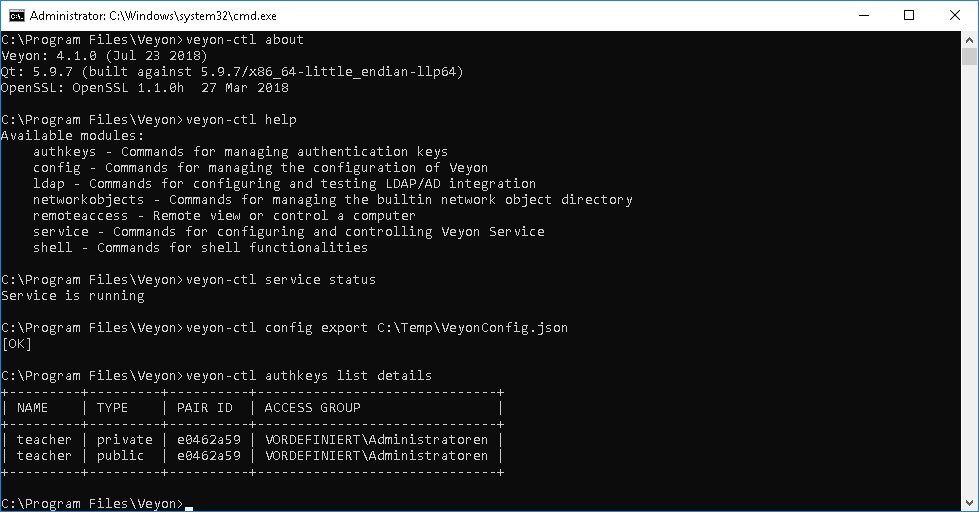 Administrator: C:\Windows\system32\cmd.exe
C:\Program Files\Veyon>veyon-ctl about
Veyon: 4.1.0 (Jul 23 2018)
Qt: 5.9.7 (built against 5.9.7/x86_64-little_endian-llp64)
OpenSSL: OpenSSL 1.1.0h  27 Mar 2018
C:\Program Files\Veyon>veyon-ctl help
Available modules:
    authkeys - Commands for managing authentication keys
    config - Commands for managing the configuration of Veyon
    ldap - Commands for configuring and testing LDAP/AD integration
    networkobjects - Commands for managing the builtin network object directory
    remoteaccess - Remote view or control a computer
    service - Commands for configuring and controlling Veyon Service
    shell - Commands for shell functionalities
C:\Program Files\Veyon>veyon-ctl service status
Service is running
C:\Program Files\Veyon>veyon-ctl config export C:\Temp\VeyonConfig.json
[OK]
C:\Program Files\Veyon>veyon-ctl authkeys list details
+---------+---------+----------+------------------------------+
| NAME    | TYPE    | PAIR ID  | ACCESS GROUP                 |
+---------+---------+----------+------------------------------+
| teacher | private | e0462a59 | VORDEFINIERT\Administratoren |
| teacher | public  | e0462a59 | VORDEFINIERT\Administratoren |
+---------+---------+----------+------------------------------+
C:\Program Files\Veyon>